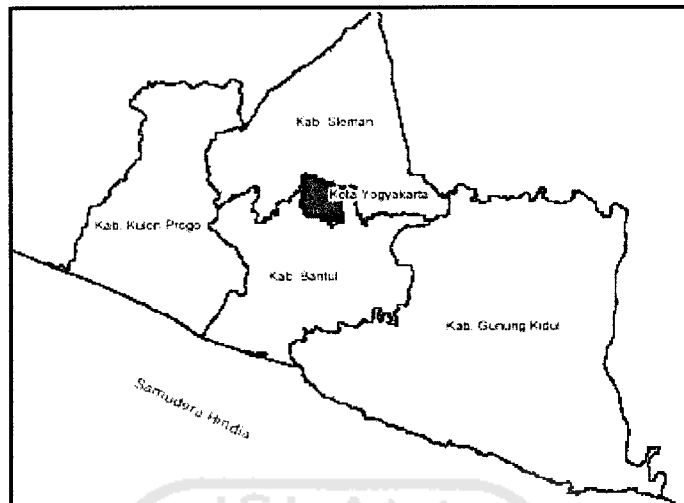 Kab. Sleman
Kota Yogyakarta
Kab. Kulon Progo
Kab. Bantul
Kab. Gunung Kidul
Samudera Hindia